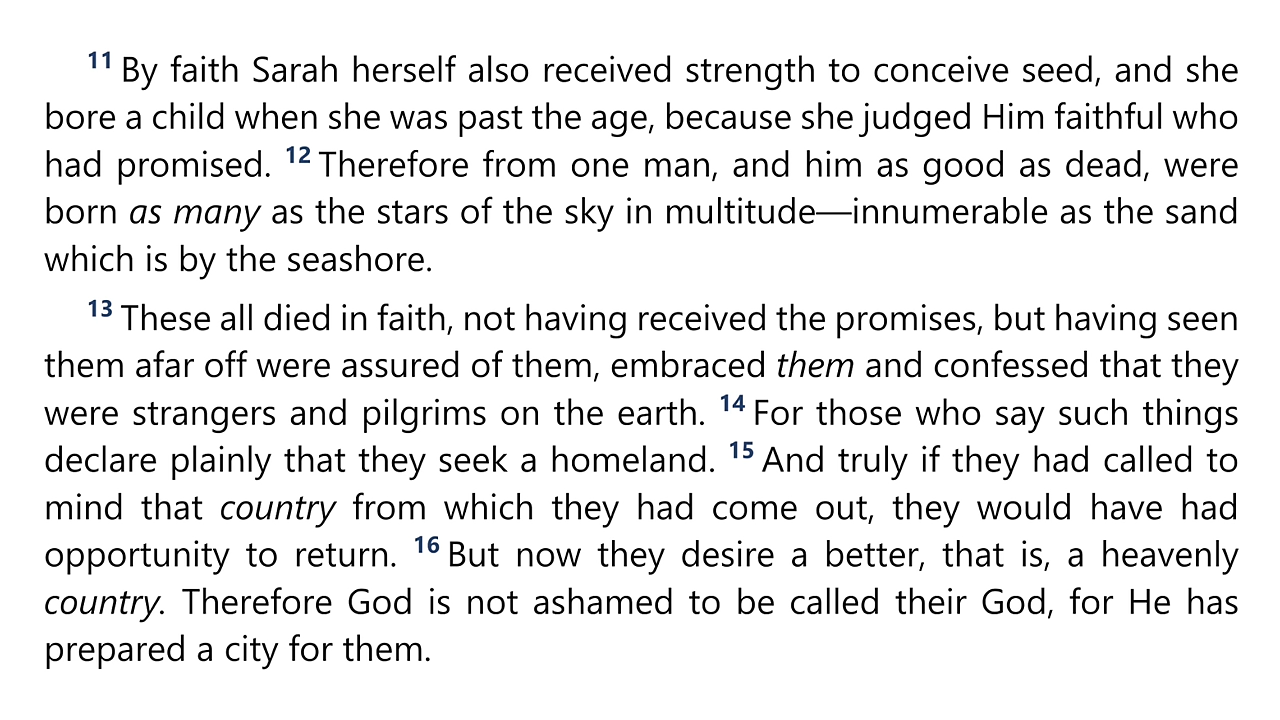 11 By faith Sarah herself also received strength to conceive seed, and she
bore a child when she was past the age, because she judged Him faithful who
had promised. 12 Therefore from one man, and him as good as dead, were
born as many as the stars of the sky in multitude—innumerable as the sand
which is by the seashore.
13 These all died in faith, not having received the promises, but having seen
them afar off were assured of them, embraced them and confessed that they
were strangers and pilgrims on the earth. 14 For those who say such things
declare plainly that they seek a homeland. 15 And truly if they had called to
mind that country from which they had come out, they would have had
opportunity to return. 16 But now they desire a better, that is, a heavenly
country. Therefore God is not ashamed to be called their God, for He has
prepared a city for them.